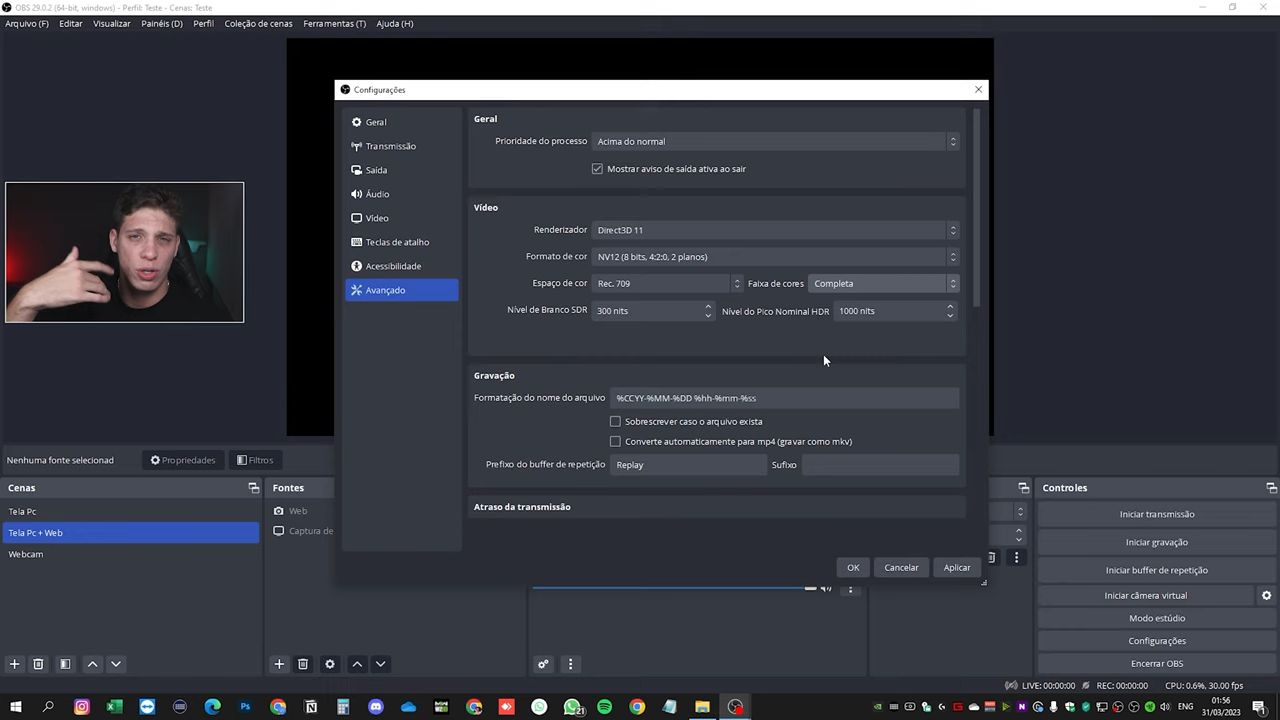 OBS 29.0.2 (64-bit, windows) - Perfil: Teste - Cenas: Teste
Arquivo (F) Editar Visualizar Painéis (D) Perfil Coleção de cenas Ferramentas (T) Ajuda (H)
Configurações
Geral
Transmissão
Saída
Áudio
Vídeo
Teclas de atalho
Acessibilidade
Avançado
Geral
Prioridade do processo Acima do normal
Mostrar aviso de saída ativa ao sair
Vídeo
Renderizador Direct3D 11
Formato de cor NV12 (8 bits, 4:2:0, 2 planos)
Espaço de cor Rec. 709 Faixa de cores Completa
Nível de Branco SDR 300 nits Nível do Pico Nominal HDR 1000 nits
Gravação
Formatação do nome do arquivo %CCYY-%MM-%DD %hh-%mm-%ss
Sobrescrever caso o arquivo exista
Converte automaticamente para mp4 (gravar como mkv)
Prefixo do buffer de repetição Replay Sufixo
Atraso da transmissão
OK Cancelar Aplicar
Nenhuma fonte selecionad Propriedades Filtros
Cenas
Tela Pc
Tela Pc + Web
Webcam
Fontes
Web
Captura de
Controles
Iniciar transmissão
Iniciar gravação
Iniciar buffer de repetição
Iniciar câmera virtual
Modo estúdio
Configurações
Encerrar OBS
LIVE: 00:00:00 REC: 00:00:00 CPU: 0.6%, 30.00 fps
ENG
01:56
31/03/2023